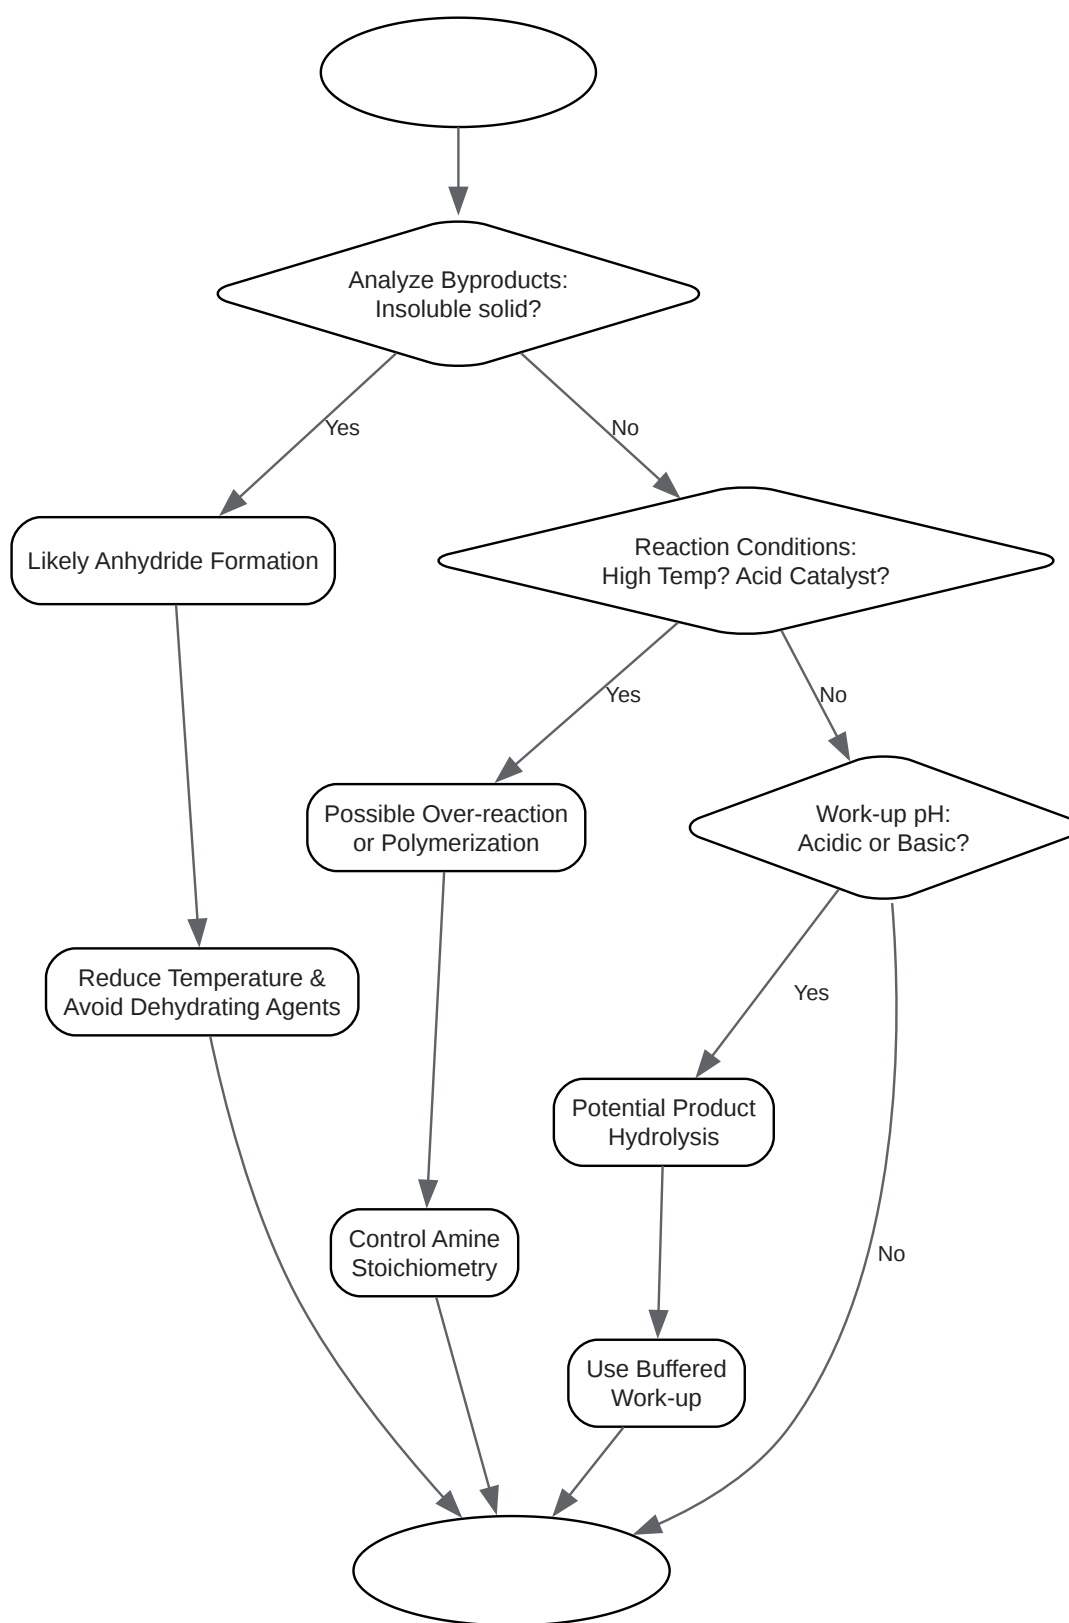 Analyze Byproducts:
Insoluble solid?
Yes
No
Likely Anhydride Formation
Reaction Conditions:
High Temp? Acid Catalyst?
Yes
No
Possible Over-reaction
or Polymerization
Work-up pH:
Acidic or Basic?
Reduce Temperature &
Avoid Dehydrating Agents
Yes
Potential Product
Hydrolysis
Control Amine
Stoichiometry
No
Use Buffered
Work-up